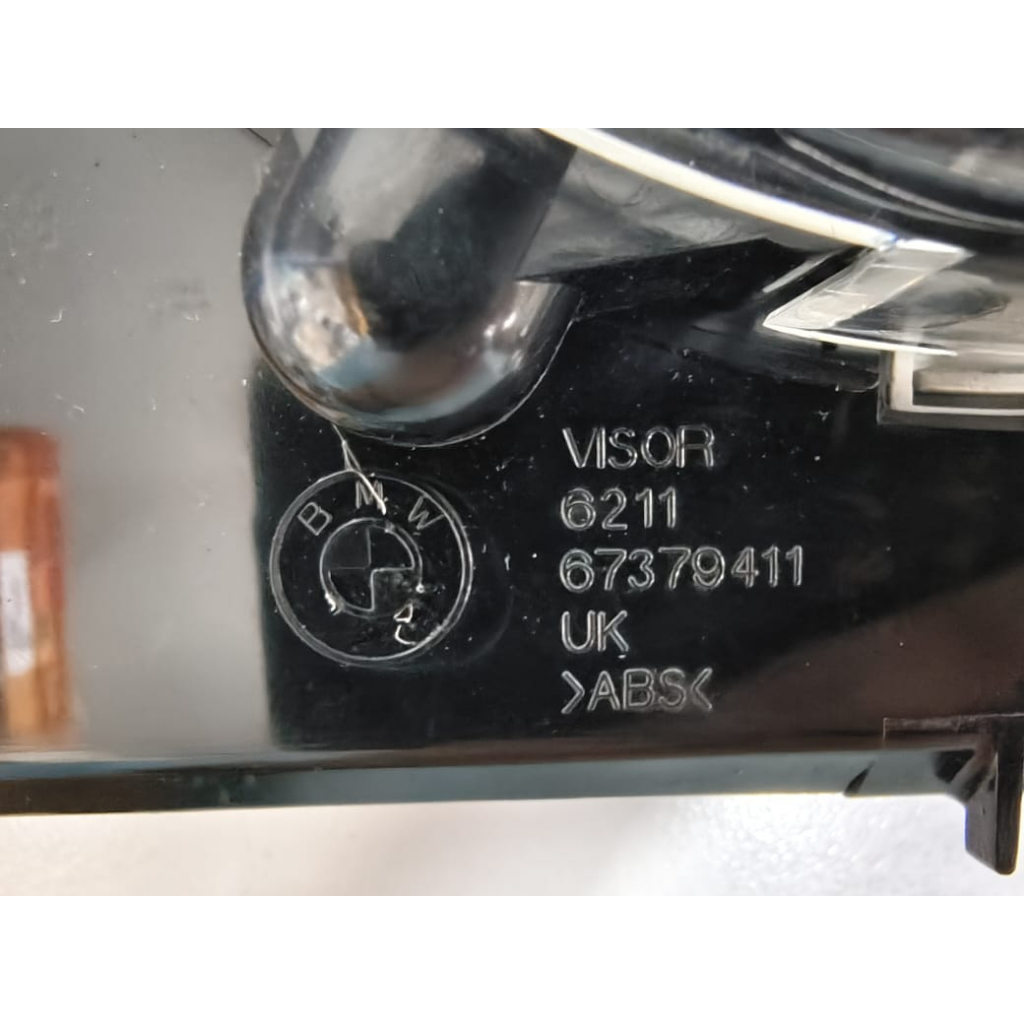 BMW
VISOR
6211
67379411
UK
>ABS<